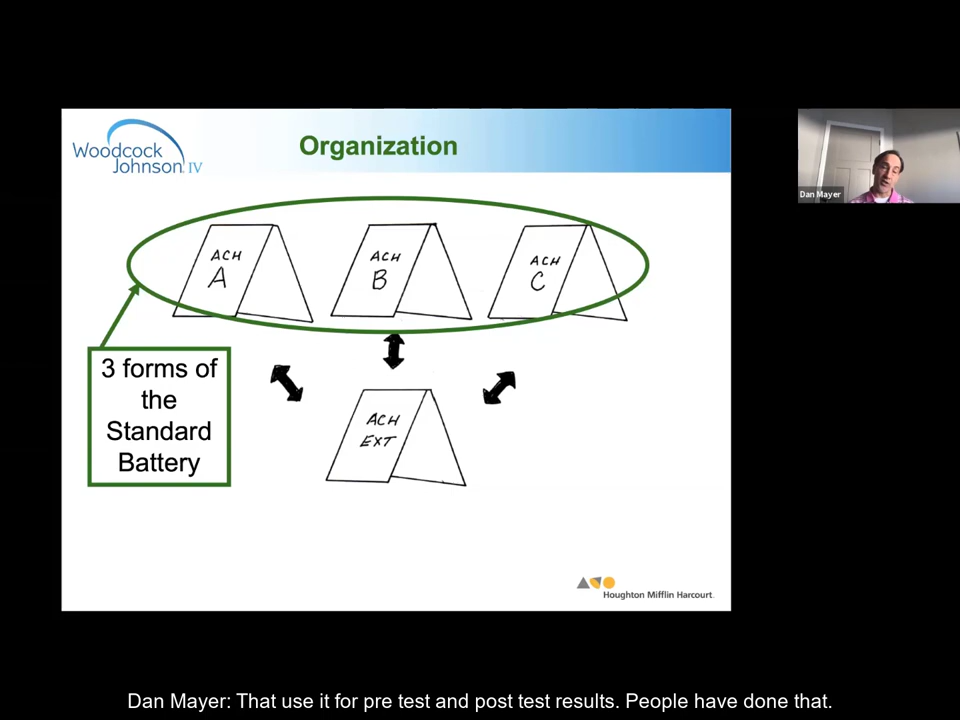 Woodcock
Johnson IV
Organization
Dan Mayer
ACH
A
ACH
B
ACH
C
3 forms of
the
Standard
Battery
ACH
EXT
Houghton Mifflin Harcourt
Dan Mayer: That use it for pre test and post test results. People have done that.